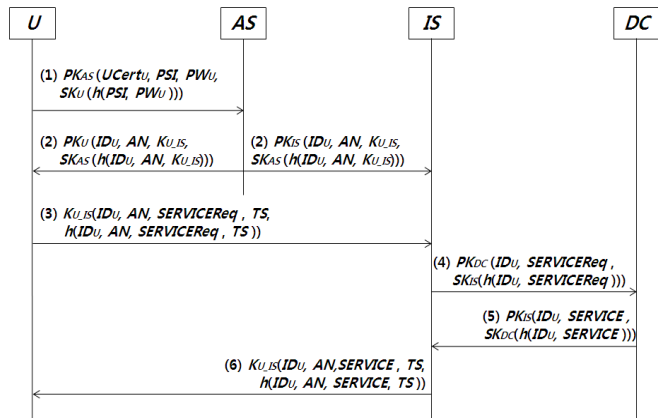 U AS IS DC
(1) PKAS (UCertU, PSI, PWU,
SKU(h(PSI, PWU )))
(2) PKU (IDU, AN, KU_IS,
SKAS(h(IDU, AN, KU_IS)))
(2) PKIS (IDU, AN, KU_IS,
SKAS(h(IDU, AN, KU_IS)))
(3) KU_IS(IDU, AN, SERVICEReq , TS,
h(IDU, AN, SERVICEReq , TS))
(4) PKDC (IDU, SERVICEReq ,
SKIS(h(IDU, SERVICEReq)))
(5) PKIS(IDU, SERVICE ,
SKDC(h(IDU, SERVICE)))
(6) KU_IS(IDU, AN,SERVICE , TS,
h(IDU, AN, SERVICE, TS ))